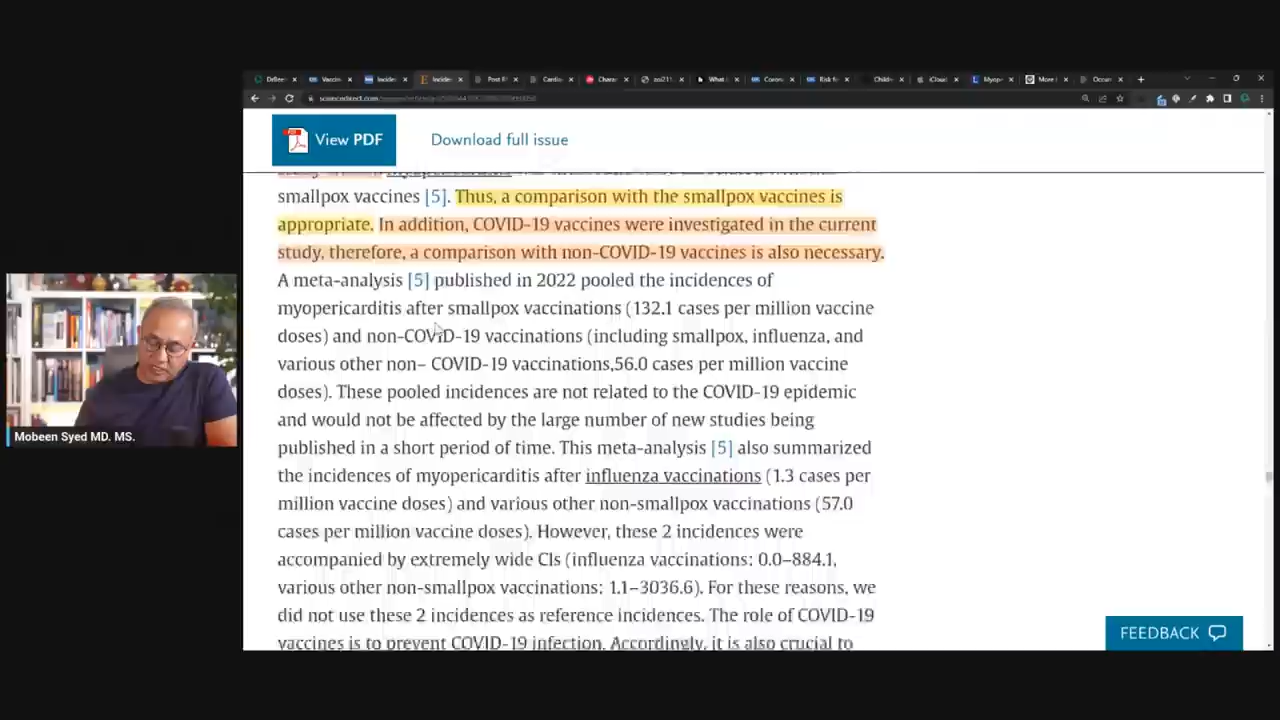 View PDF
Download full issue
smallpox vaccines [5]. Thus, a comparison with the smallpox vaccines is
appropriate. In addition, COVID-19 vaccines were investigated in the current
study, therefore, a comparison with non-COVID-19 vaccines is also necessary.
A meta-analysis [5] published in 2022 pooled the incidences of
myopericarditis after smallpox vaccinations (132.1 cases per million vaccine
doses) and non-COVID-19 vaccinations (including smallpox, influenza, and
various other non– COVID-19 vaccinations,56.0 cases per million vaccine
doses). These pooled incidences are not related to the COVID-19 epidemic
and would not be affected by the large number of new studies being
published in a short period of time. This meta-analysis [5] also summarized
the incidences of myopericarditis after influenza vaccinations (1.3 cases per
million vaccine doses) and various other non-smallpox vaccinations (57.0
cases per million vaccine doses). However, these 2 incidences were
accompanied by extremely wide CIs (influenza vaccinations: 0.0–884.1,
various other non-smallpox vaccinations: 1.1–3036.6). For these reasons, we
did not use these 2 incidences as reference incidences. The role of COVID-19
vaccines is to prevent COVID-19 infection. Accordingly, it is also crucial to
FEEDBACK
Mobeen Syed MD. MS.